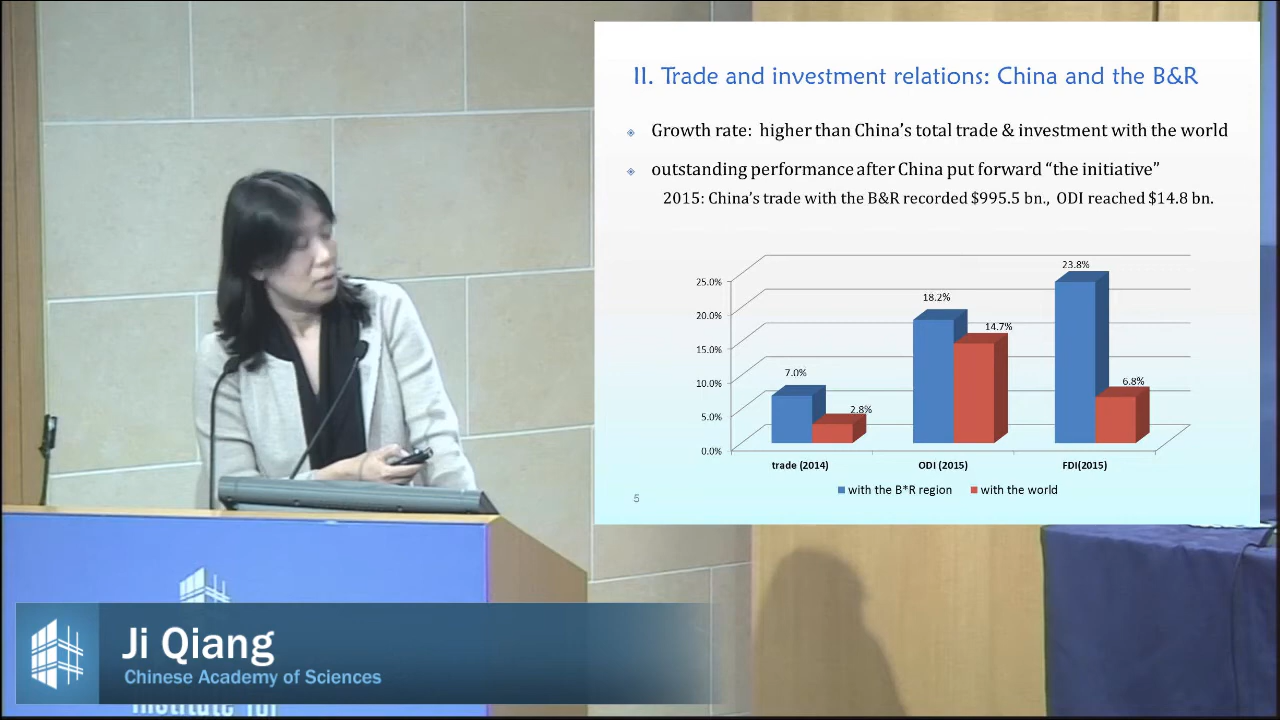 II. Trade and investment relations: China and the B&R
Growth rate: higher than China's total trade & investment with the world
outstanding performance after China put forward “the initiative”
2015: China's trade with the B&R recorded $995.5 bn., ODI reached $14.8 bn.
25.0%
20.0%
15.0%
10.0%
5.0%
0.0%
7.0%
2.8%
18.2%
14.7%
23.8%
6.8%
trade (2014)
ODI (2015)
FDI(2015)
with the B*R region
with the world
5
Ji Qiang
Chinese Academy of Sciences
Institute for